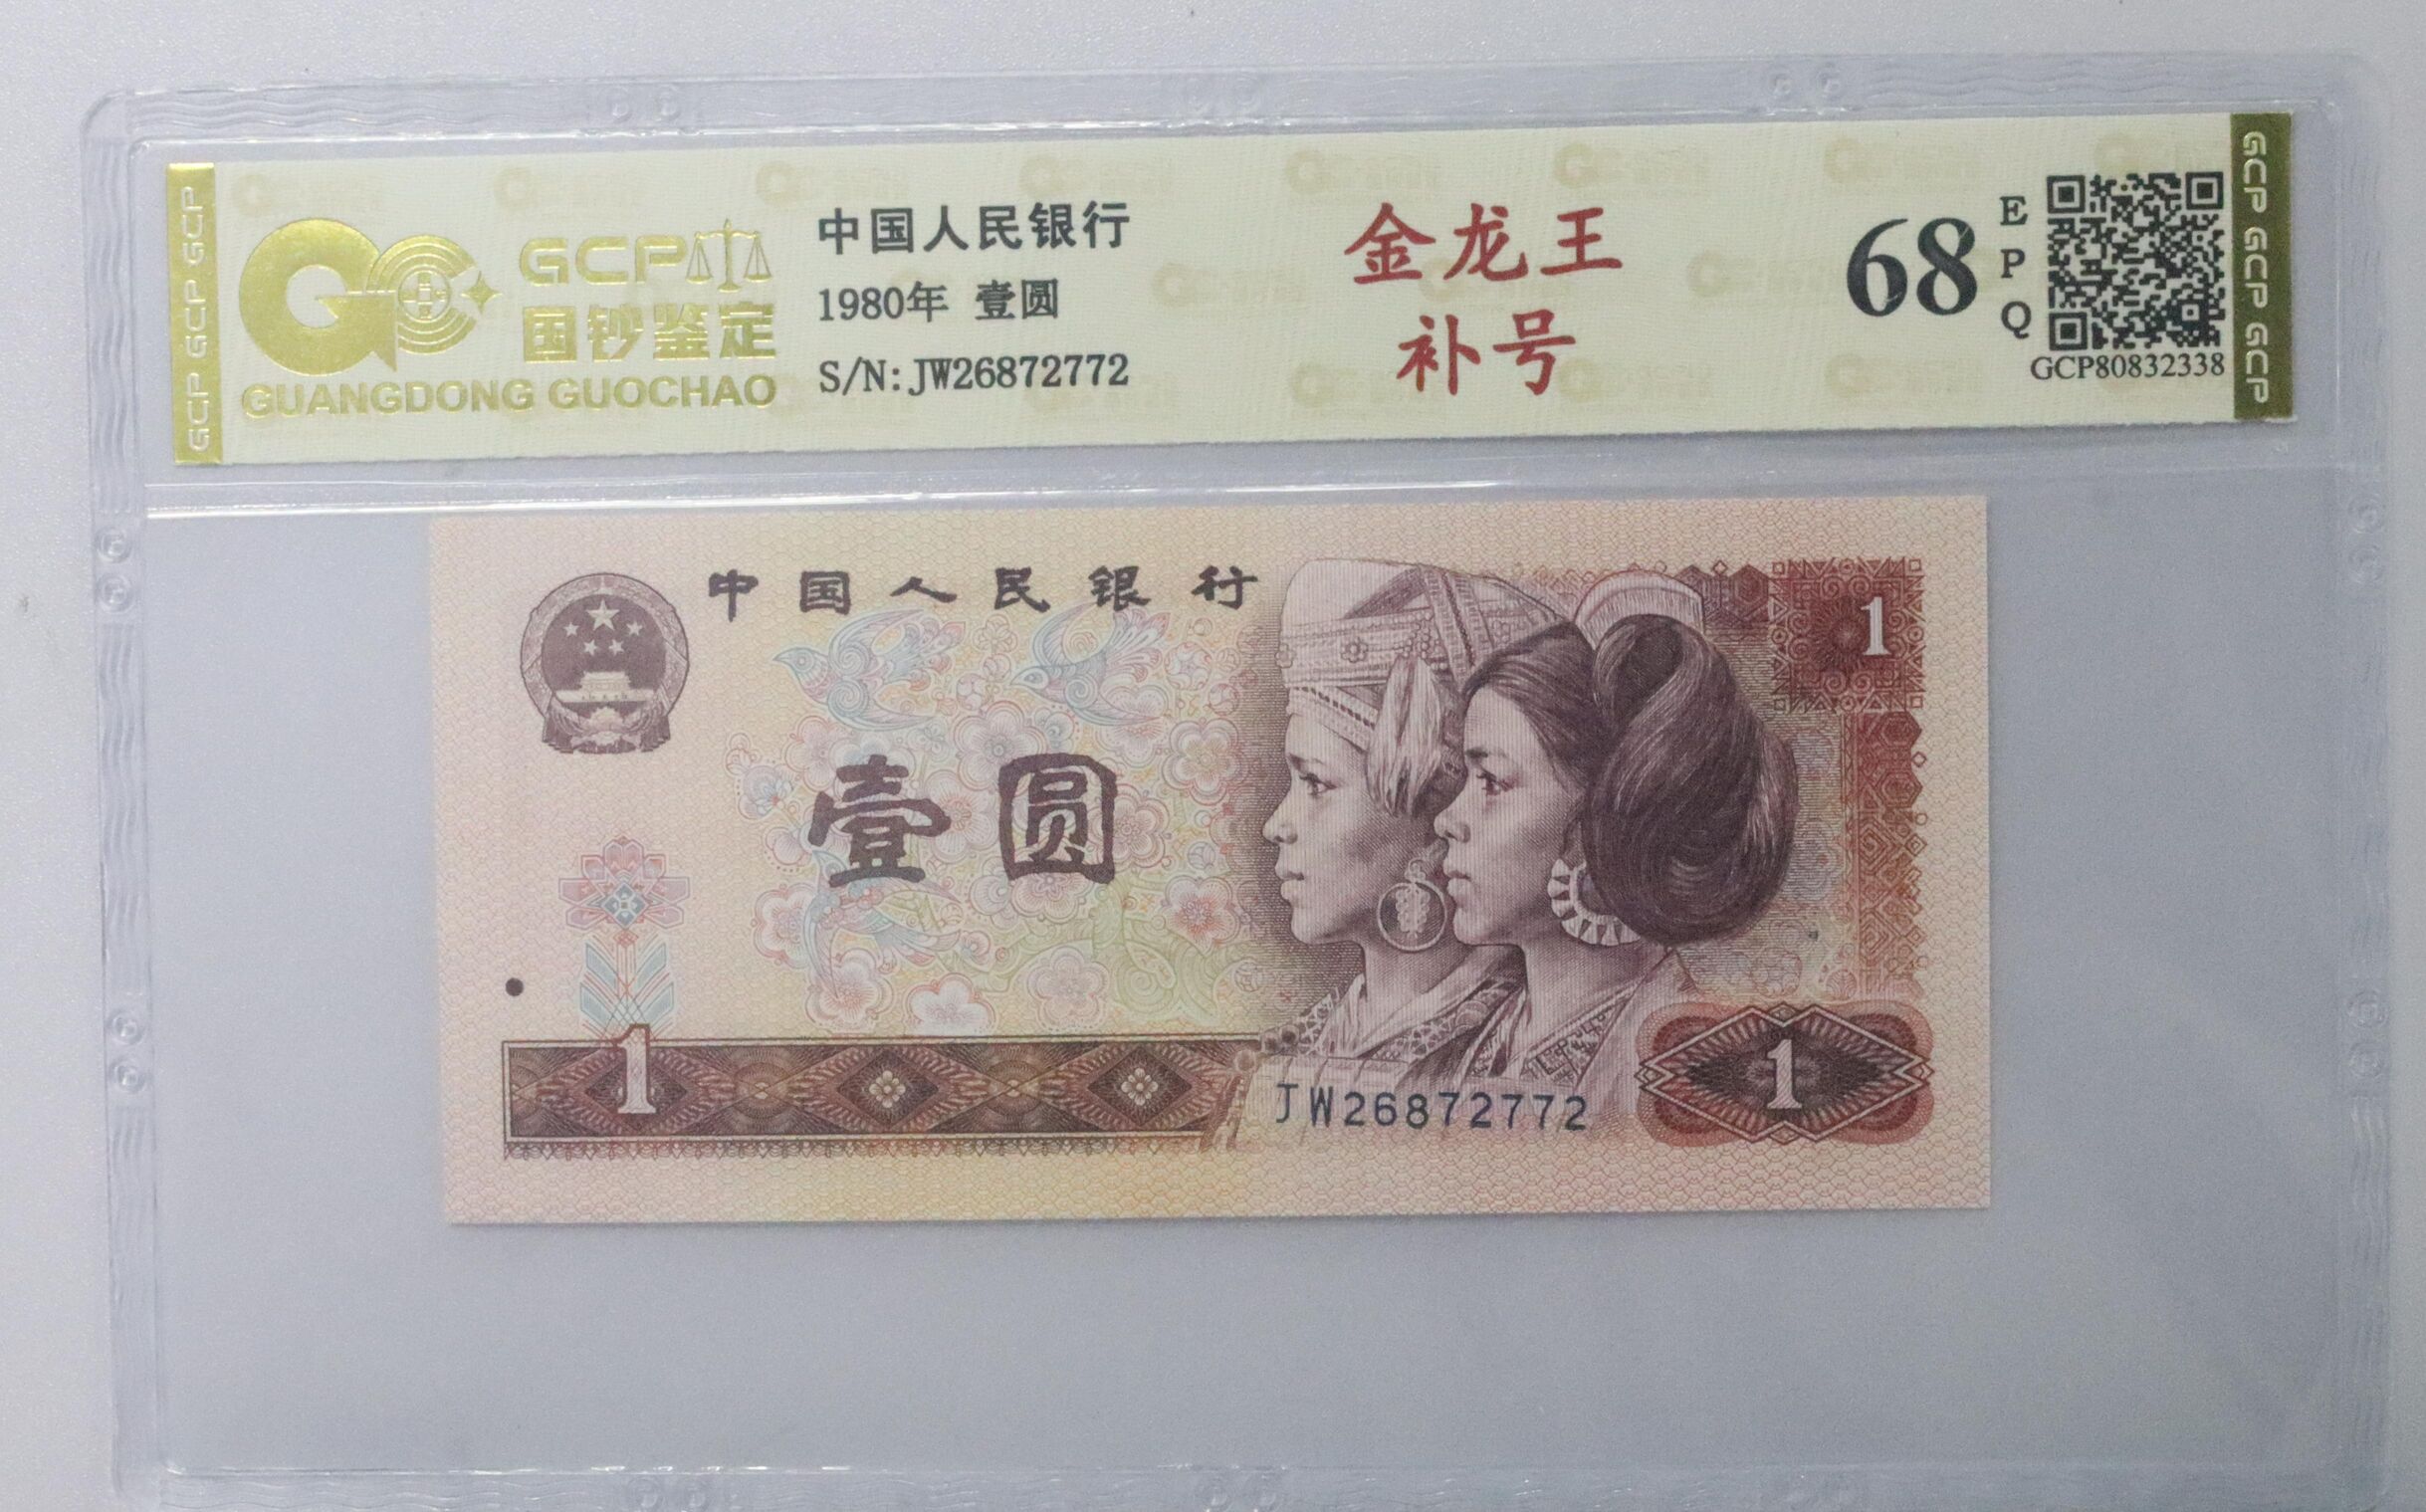 GCP GCP GCP
GCP
国钞鉴定
GUANGDONG GUOCHAO
中国人民银行
1980年 壹圆
S/N:JW26872772
金龙王
补号
68
EPQ
GCP80832338
GCP GCP GCP
中国人民银行
1
壹圆
1
JW26872772
1